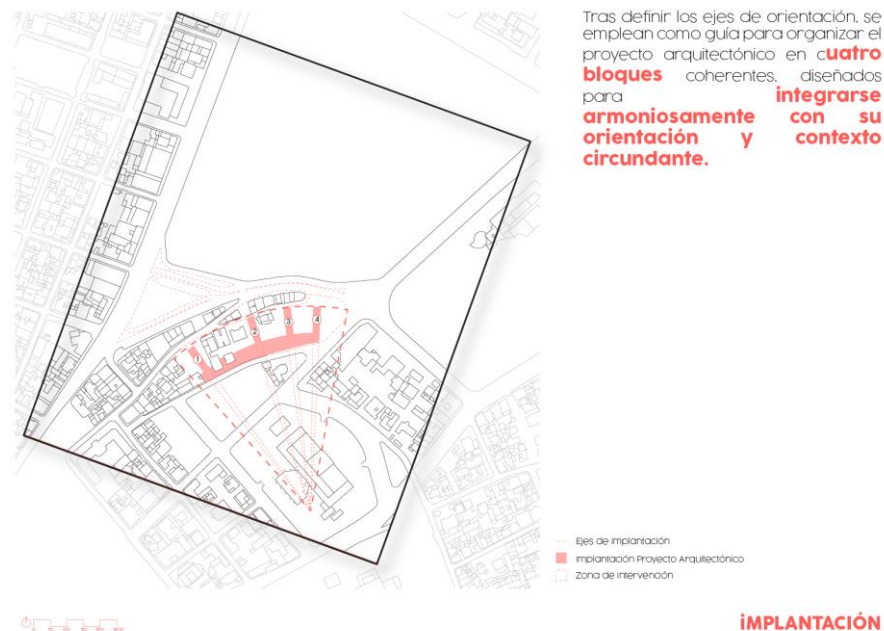 Tras definir los ejes de orientación, se
emplean como guía para organizar el
proyecto arquitectónico en cuatro
bloques coherentes, diseñados
para integrarse
armoniosamente con su
orientación y contexto
circundante.
1
2
3
4
Ejes de Implantación
Implantación Proyecto Arquitectónico
Zona de Intervención
iMPLANTACIÓN